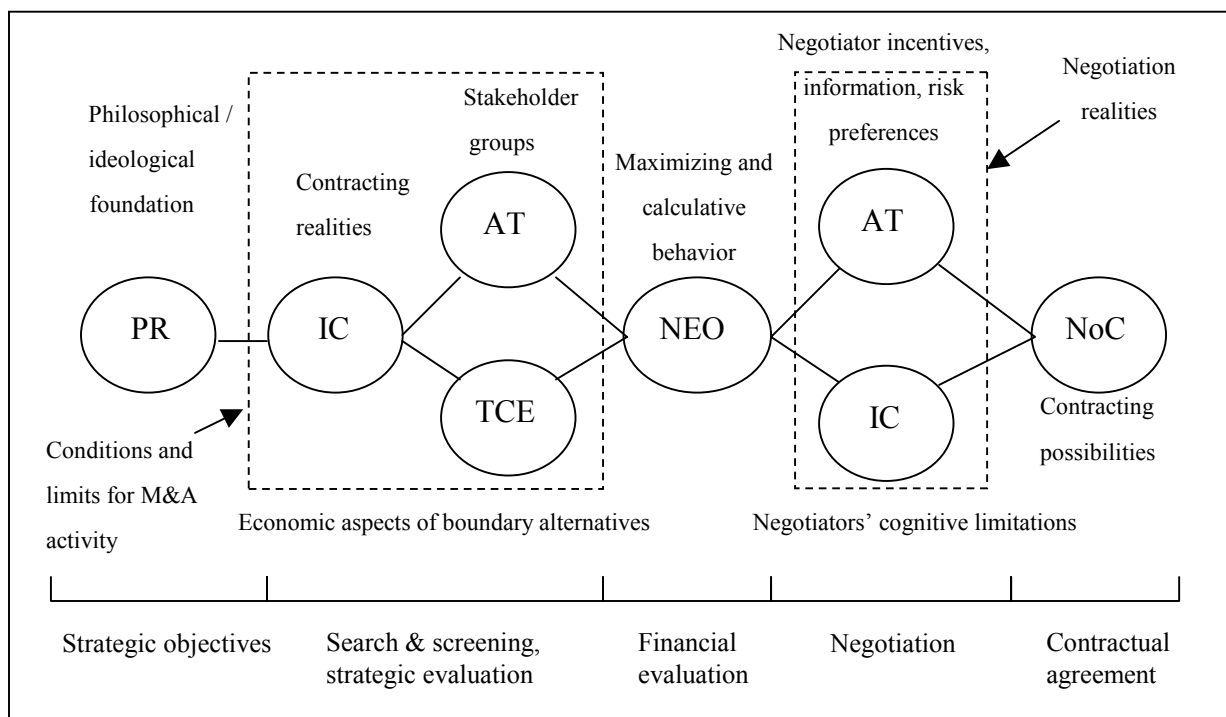 Negotiator incentives,
information, risk
preferences
Negotiation
realities
Philosophical /
ideological
foundation
Stakeholder
groups
Contracting
realities
Maximizing and
calculative
behavior
AT
AT
PR
IC
NEO
NoC
TCE
IC
Contracting
possibilities
Conditions and
limits for M&A
activity
Economic aspects of boundary alternatives
Negotiators’ cognitive limitations
Strategic objectives
Search & screening,
strategic evaluation
Financial
evaluation
Negotiation
Contractual
agreement